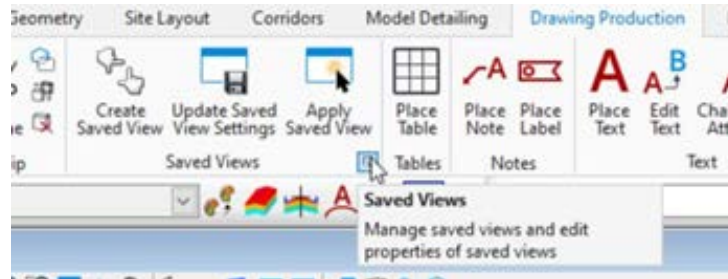 Geometry Site Layout Corridors Model Detailing Drawing Production
Create Saved View
Update Saved View Settings
Apply Saved View
Place Table
Place Note
Place Label
Place Text
Edit Text
Saved Views
Tables
Notes
Text
Saved Views
Manage saved views and edit
properties of saved views